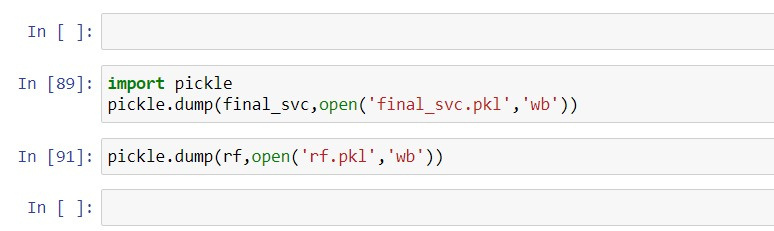 In [ ]:
In [89]: import pickle
pickle.dump(final_svc,open('final_svc.pkl','wb'))
In [91]: pickle.dump(rf,open('rf.pkl','wb'))
In [ ]: